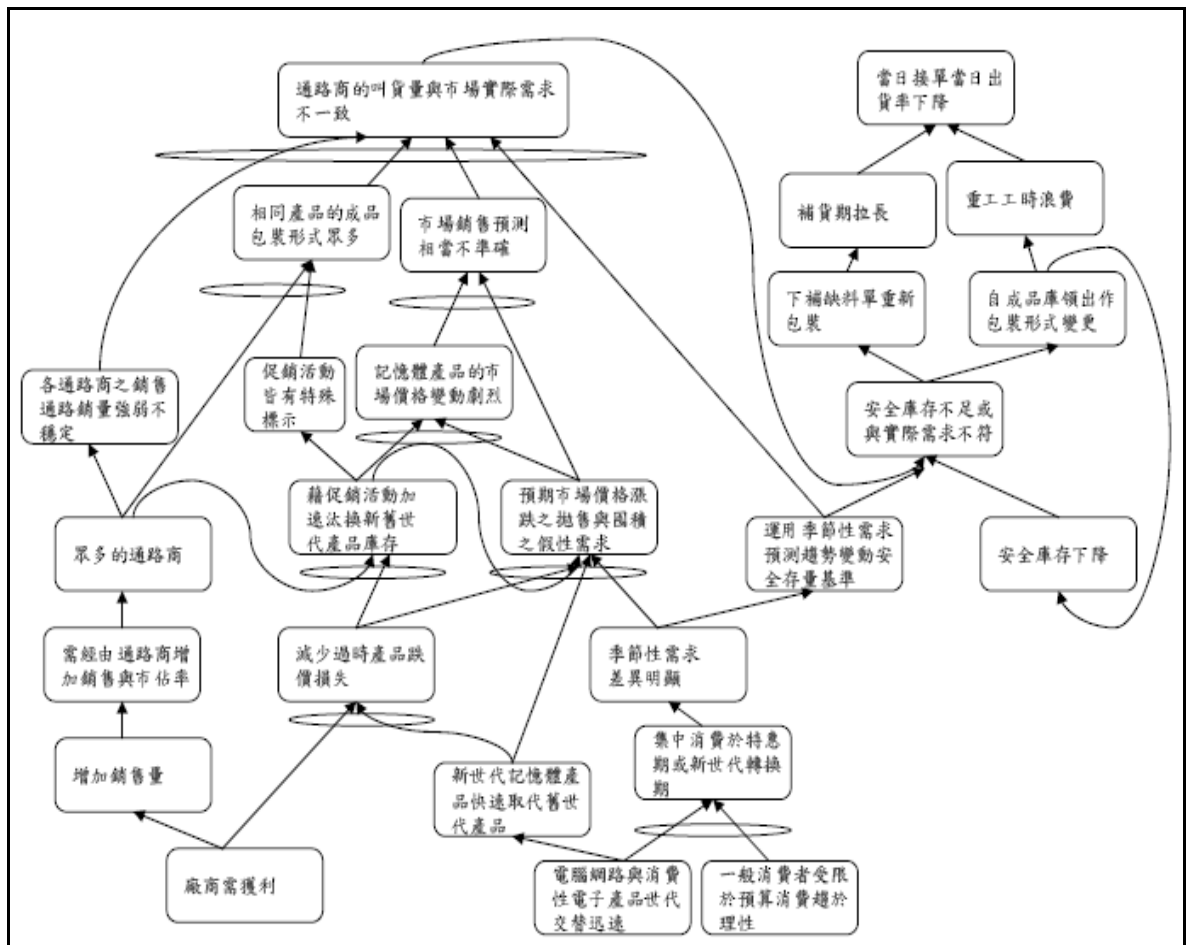 通路商的叫貨量與市場實際需求
不一致
當日接單當日出
貨率下降
相同產品的成品
包裝形式眾多
市場銷售預測
相當不準確
補貨期拉長
重工工時浪費
下補缺料單重新
包裝
自成品庫領出作
包裝形式變更
各通路商之銷售
通路銷量強弱不
穩定
促銷活動
皆有特殊
標示
記憶體產品的市
場價格變動劇烈
安全庫存不足或
與實際需求不符
眾多的通路商
藉促銷活動加
速汰換新舊世
代產品庫存
預期市場價格漲
跌之拋售與囤積
之假性需求
運用季節性需求
預測趨勢變動安
全存量基準
安全庫存下降
需經由通路商增
加銷售與市佔率
減少過時產品跌
價損失
季節性需求
差異明顯
增加銷售量
新世代記憶體產
品快速取代舊世
代產品
集中消費於特惠
期或新世代轉換
期
廠商需獲利
電腦網路與消費
性電子產品世代
交替迅速
一般消費者受限
於預算消費趨於
理性